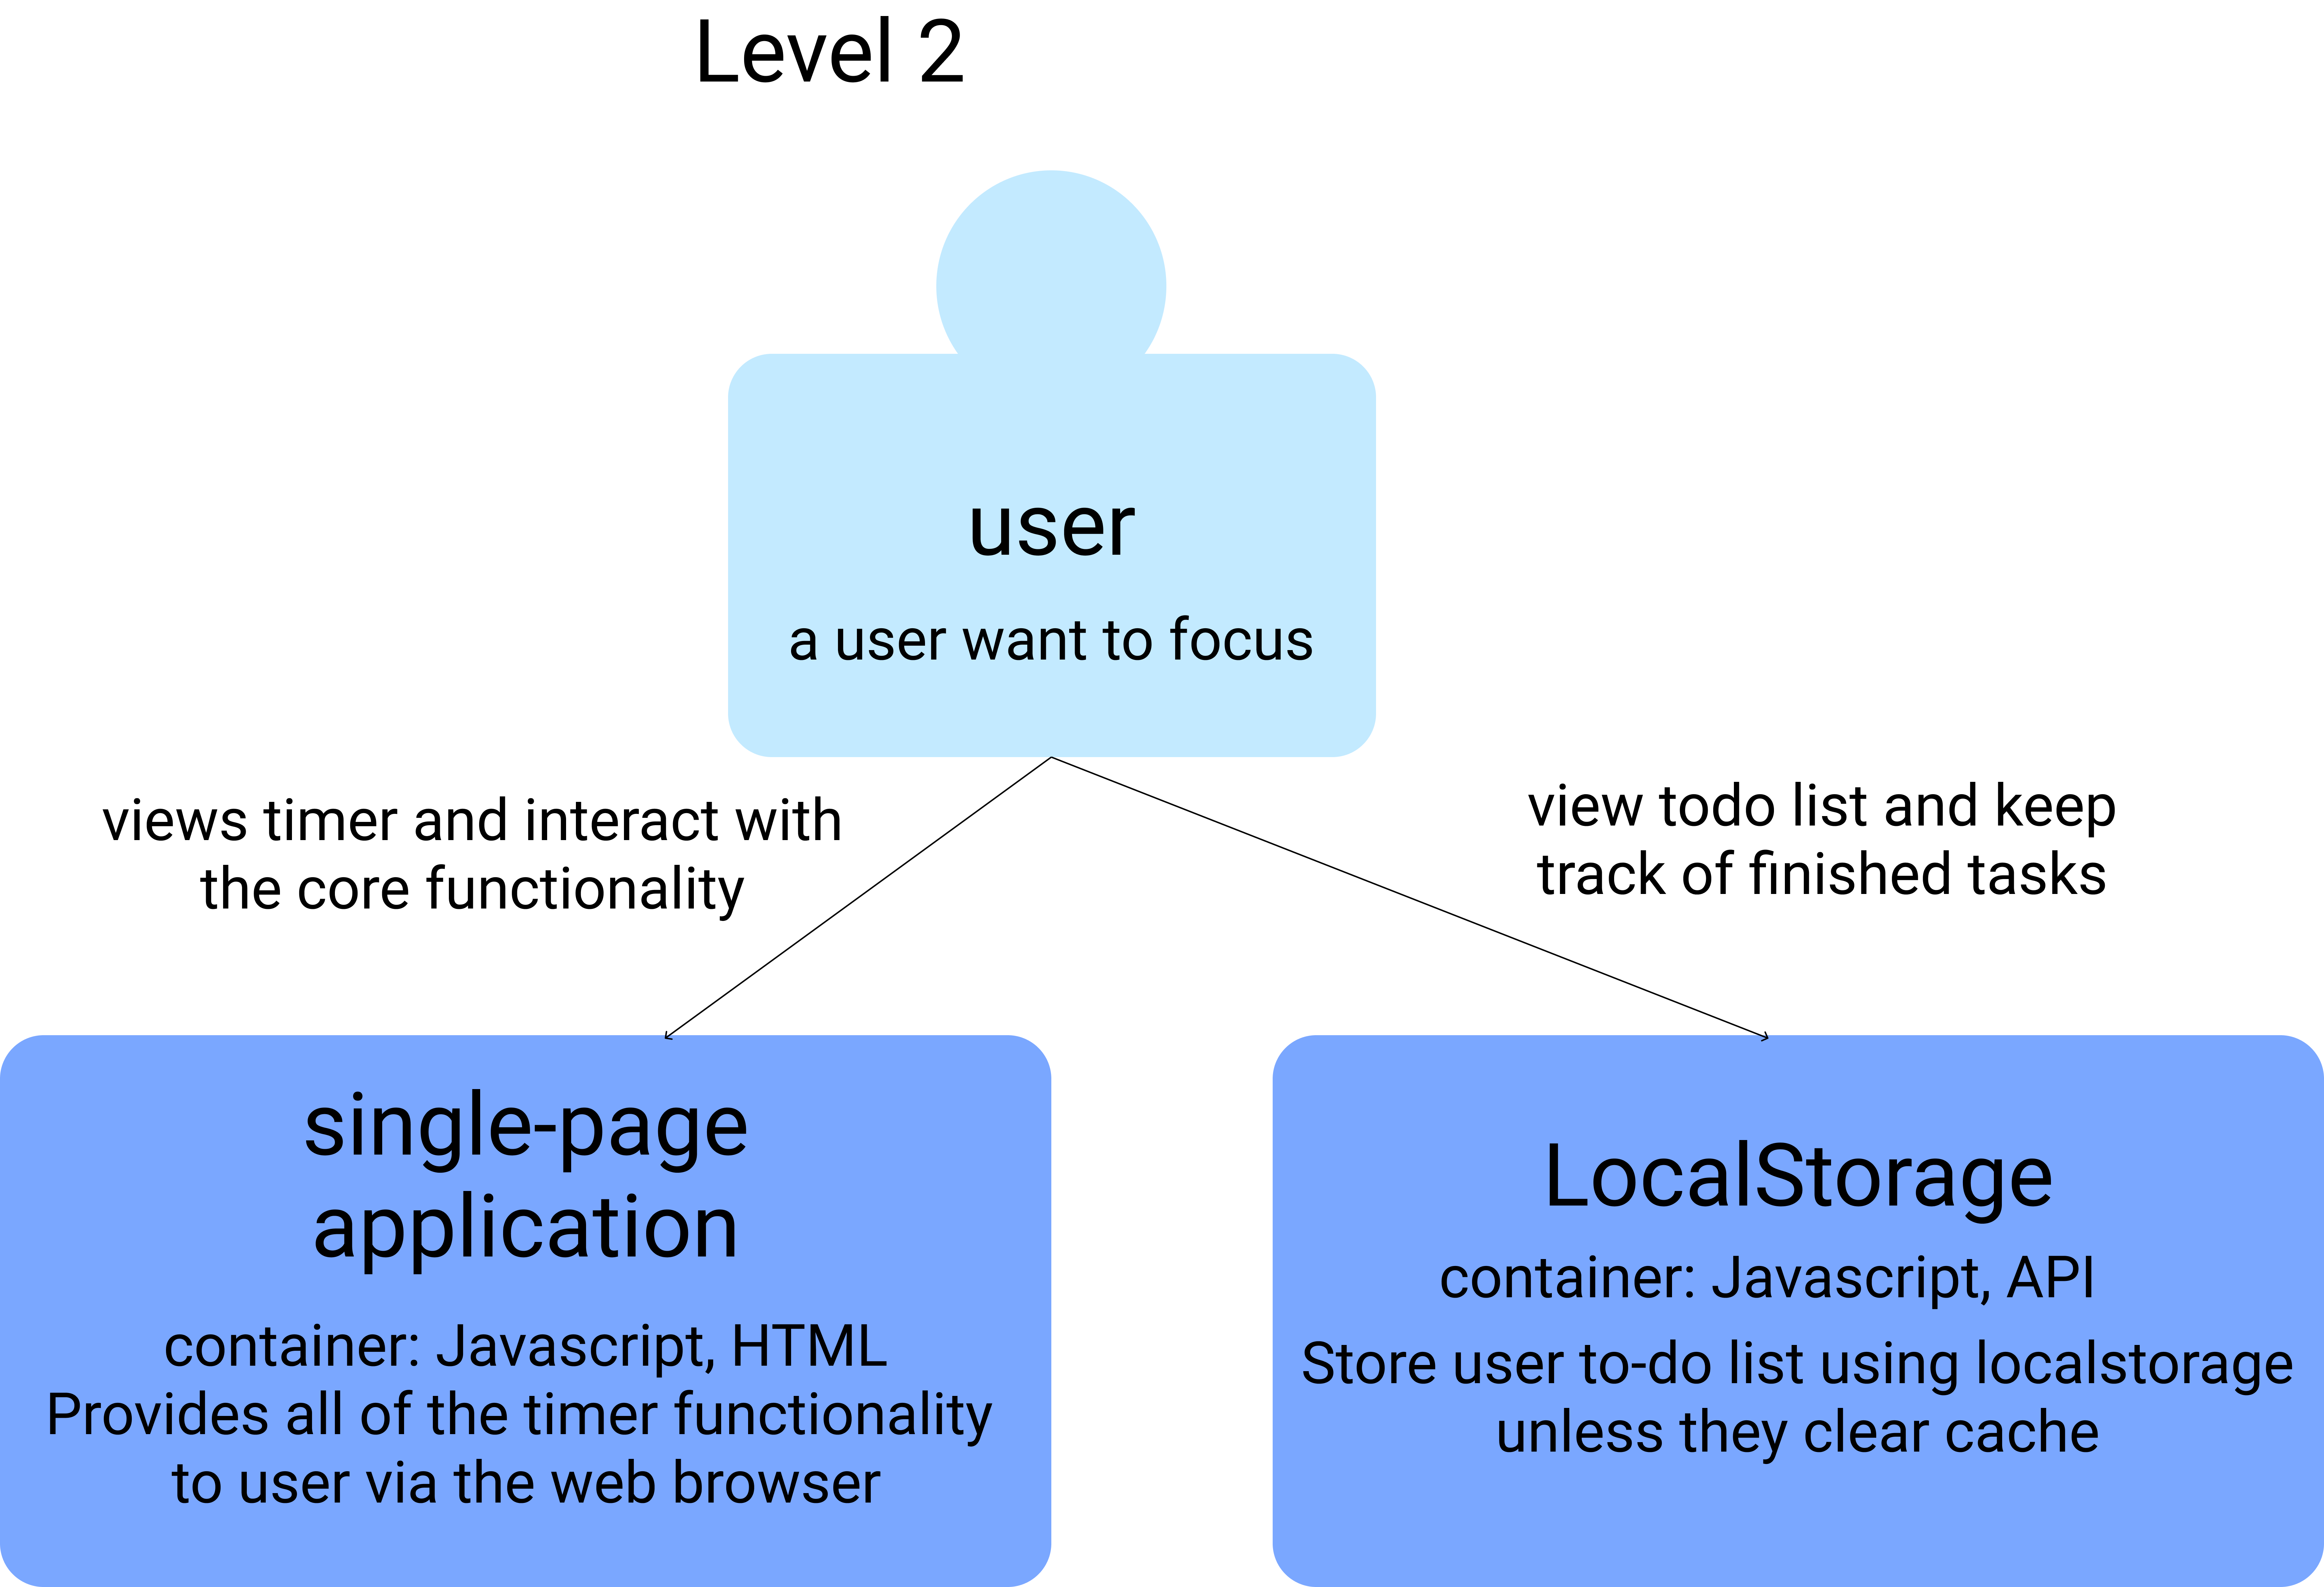 Level 2
user
a user want to focus
views timer and interact with
the core functionality
view todo list and keep
track of finished tasks
single-page
application
container: Javascript, HTML
Provides all of the timer functionality
to user via the web browser
LocalStorage
container: Javascript, API
Store user to-do list using localstorage
unless they clear cache